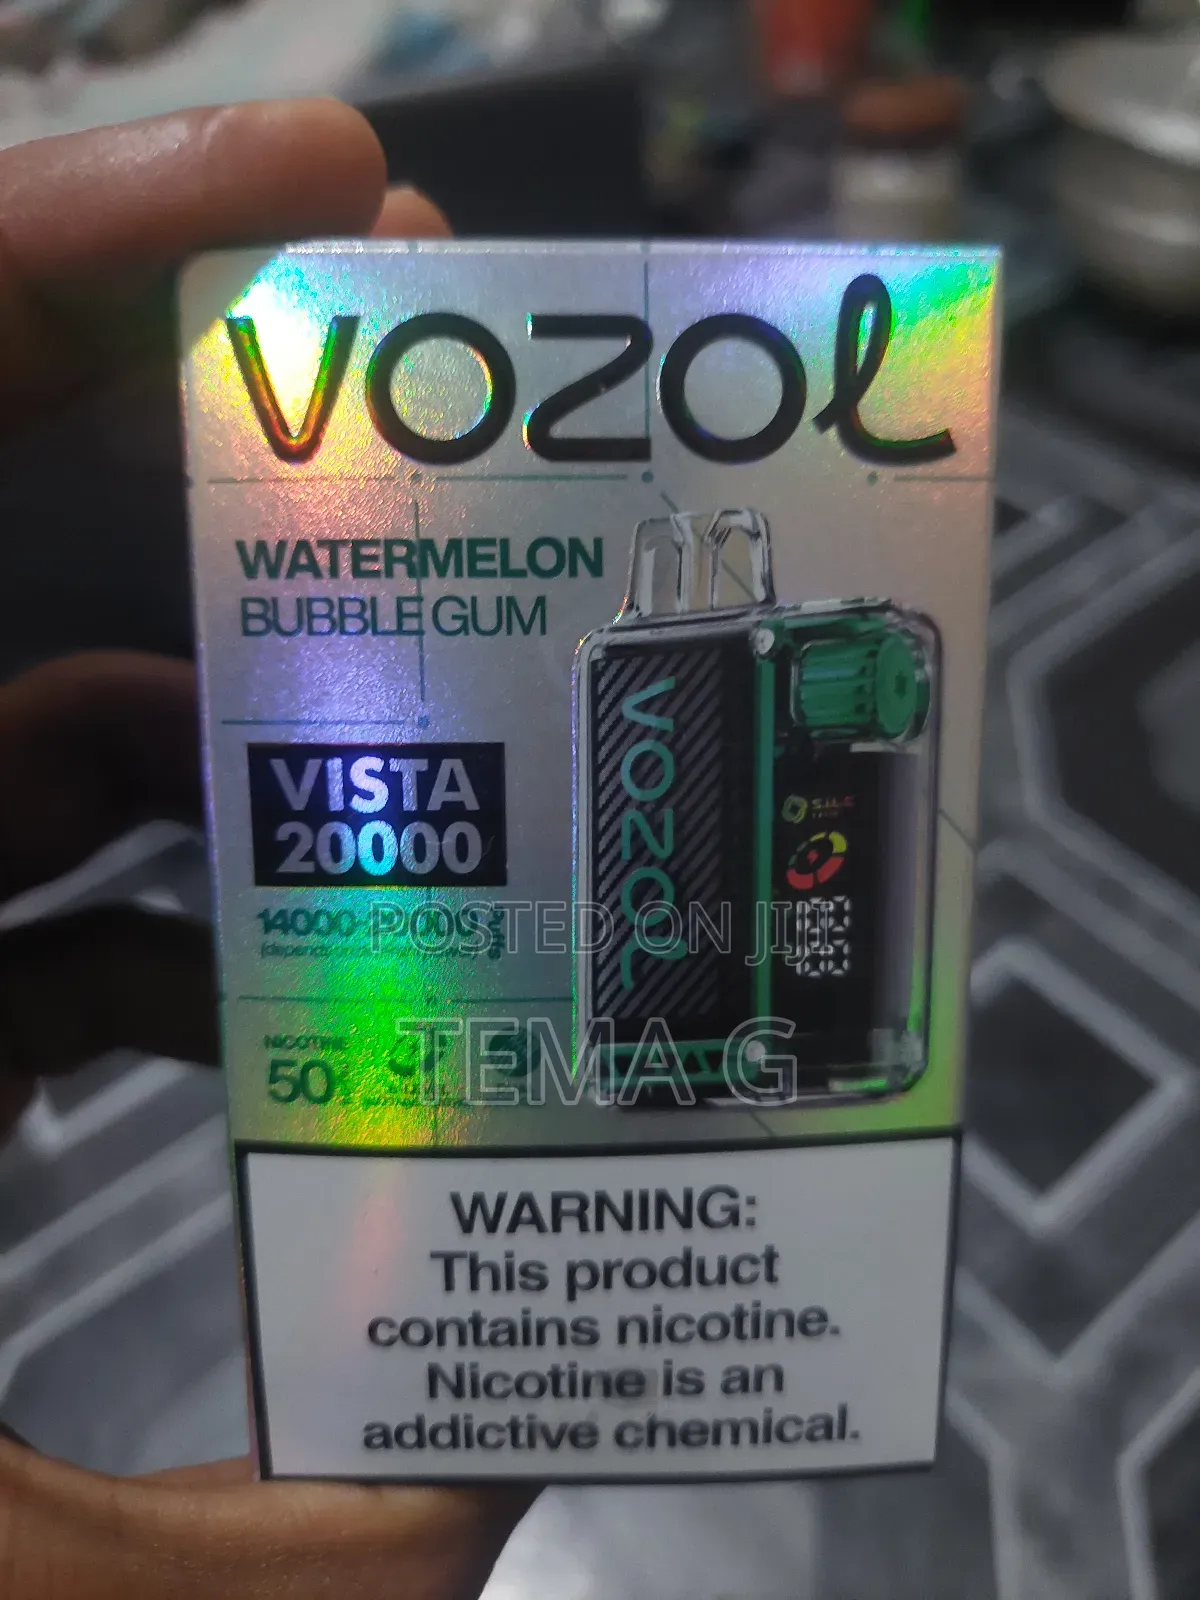 vozol
WATERMELON
BUBBLE GUM
VISTA
20000
VOZOL
POSTED ON JIJI
NICOTINE
50
TEMA G
WARNING:
This product
contains nicotine.
Nicotine is an
addictive chemical.